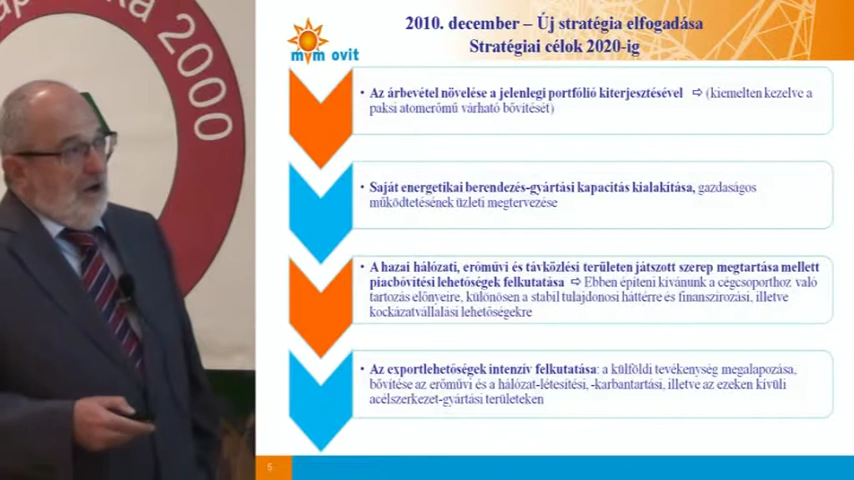 2000
mvm ovit
2010. december – Új stratégia elfogadása
Stratégiai célok 2020-ig
• Az árbevétel növelése a jelenlegi portfólió kiterjesztésével ⇨ (kiemelten kezelve a
paksi atomerőmű várható bővítését)
• Saját energetikai berendezés-gyártási kapacitás kialakítása, gazdaságos
működtetésének üzleti megtervezése
• A hazai hálózati, erőművi és távközlési területen játszott szerep megtartása mellett
piacbővítési lehetőségek felkutatása ⇨ Ebben építeni kívánunk a cégcsoporthoz való
tartozás előnyeire, különösen a stabil tulajdonosi háttérre és finanszírozási, illetve
kockázatvállalási lehetőségekre
• Az exportlehetőségek intenzív felkutatása: a külföldi tevékenység megalapozása,
bővítése az erőművi és a hálózat-létesítési, -karbantartási, illetve az ezeken kívüli
acélszerkezet-gyártási területeken
5